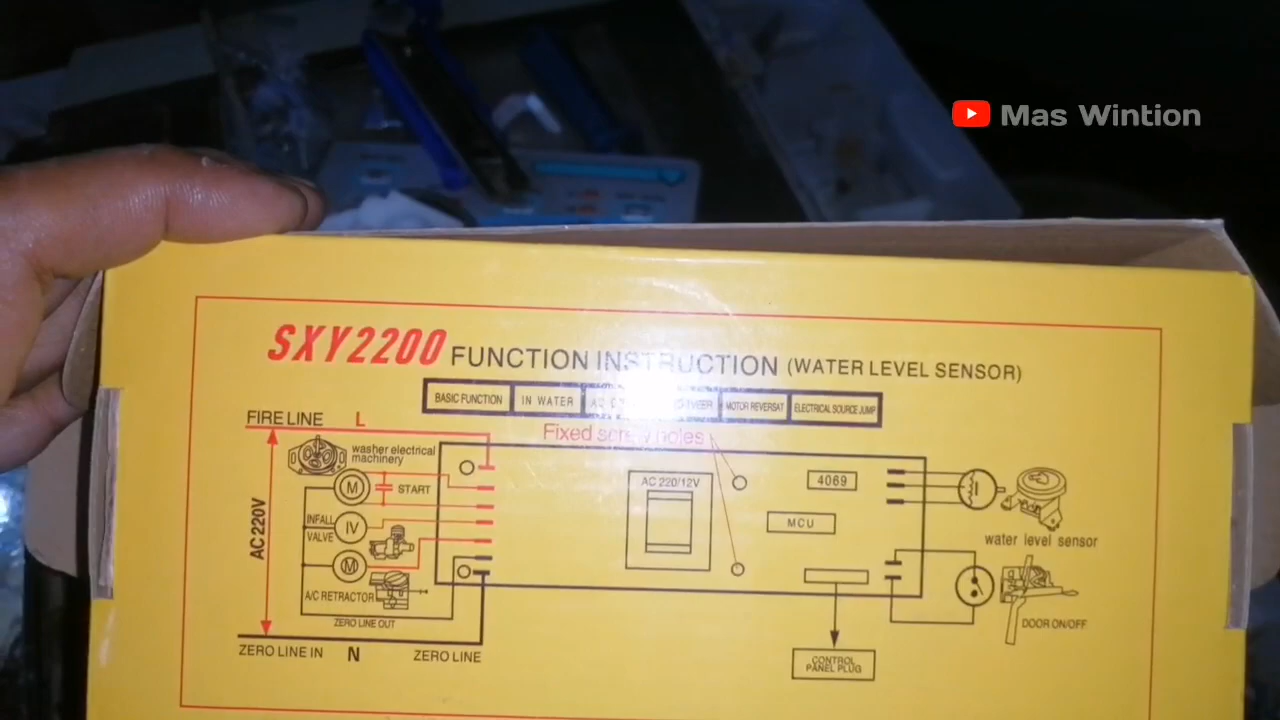 Mas Wintion
SXY2200 FUNCTION INSTRUCTION (WATER LEVEL SENSOR)
BASIC FUNCTION IN WATER MOTOR REVERSAT ELECTRICAL SOURCE JUMP
FIRE LINE L
Fixed screw holes
washer electrical
machinery
M START
AC 220/12V
4069
MCU
INFALL
VALVE
IV
AC220V
M
A/C RETRACTOR
ZERO LINE OUT
water level sensor
DOOR ON/OFF
ZERO LINE IN N ZERO LINE
CONTROL
PANEL PLUG